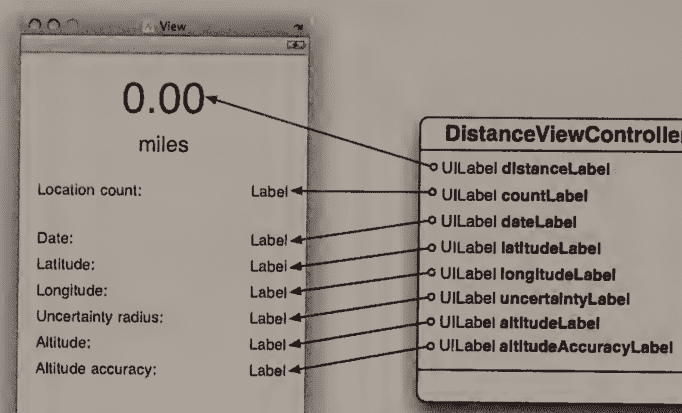 View
0.00
miles
Location count: Label
Date: Label
Latitude: Label
Longitude: Label
Uncertainty radius: Label
Altitude: Label
Altitude accuracy: Label
DistanceViewController
UILabel distanceLabel
UILabel countLabel
UILabel dateLabel
UILabel latitudeLabel
UILabel longitudeLabel
UILabel uncertaintyLabel
UILabel altitudeLabel
UILabel altitudeAccuracyLabel